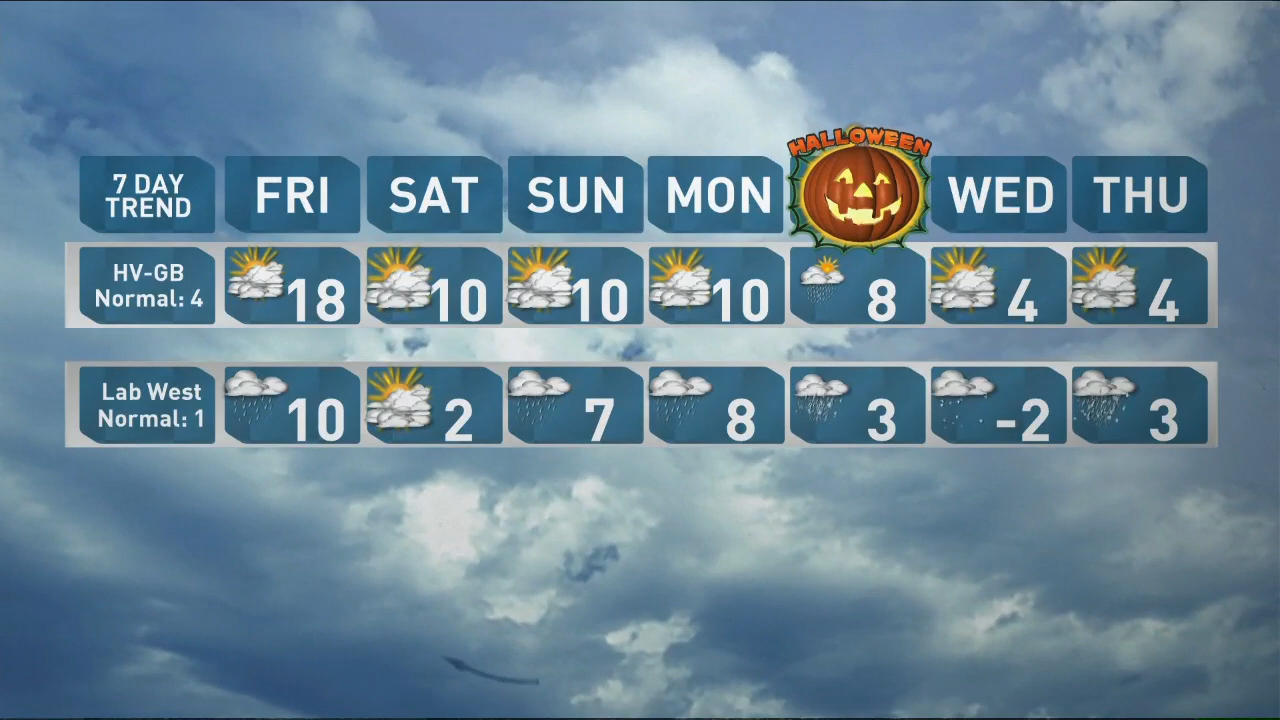 HALLOWEEN
7 DAY
TREND
FRI
SAT
SUN
MON
WED
THU
HV-GB
Normal: 4
18
10
10
10
8
4
4
Lab West
Normal: 1
10
2
7
8
3
-2
3